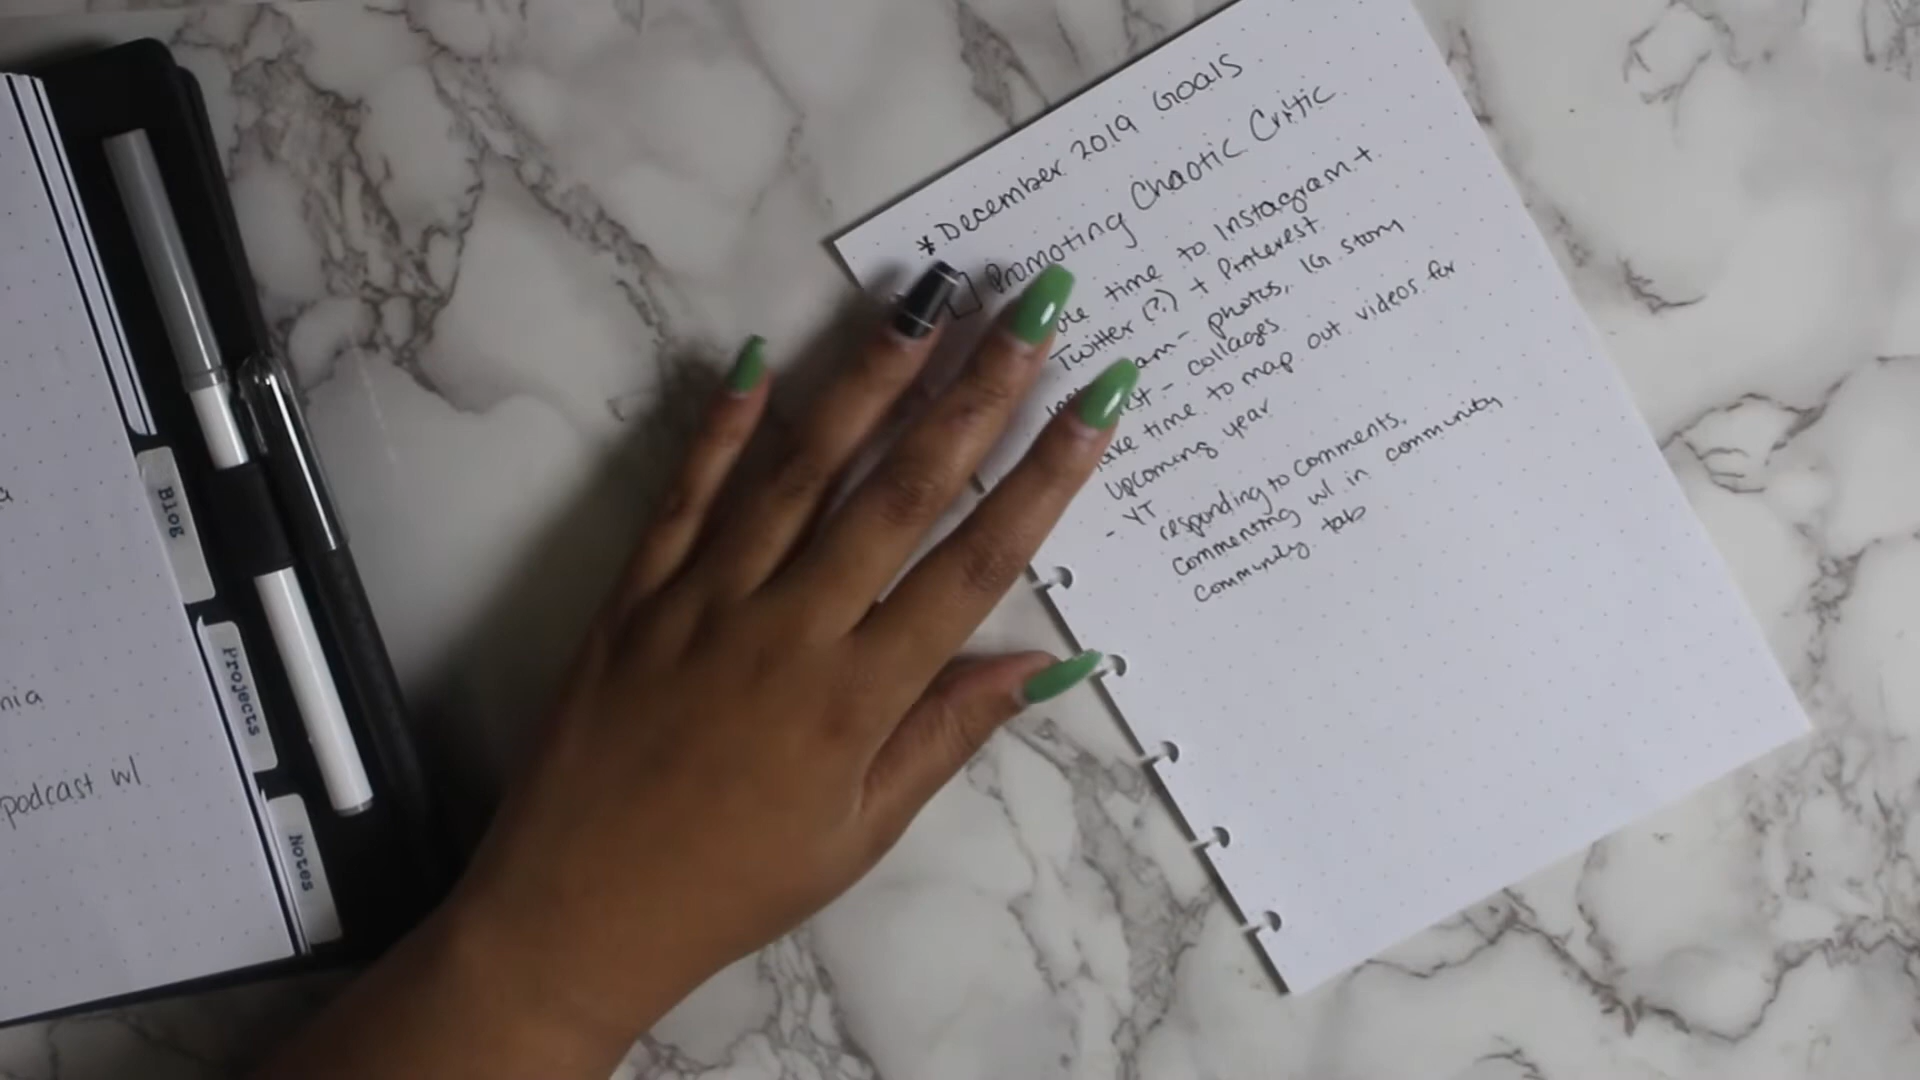 a
nia
podcast w/
Blog
Projects
Notes
*December 2019 Goals
Promoting Chaotic Critic
time to Instagram +
Twitter (?) + Pinterest
- photos, IG story
- collages
time to map out videos for
upcoming year
- YT
responding to comments,
commenting w/ in community
community tab